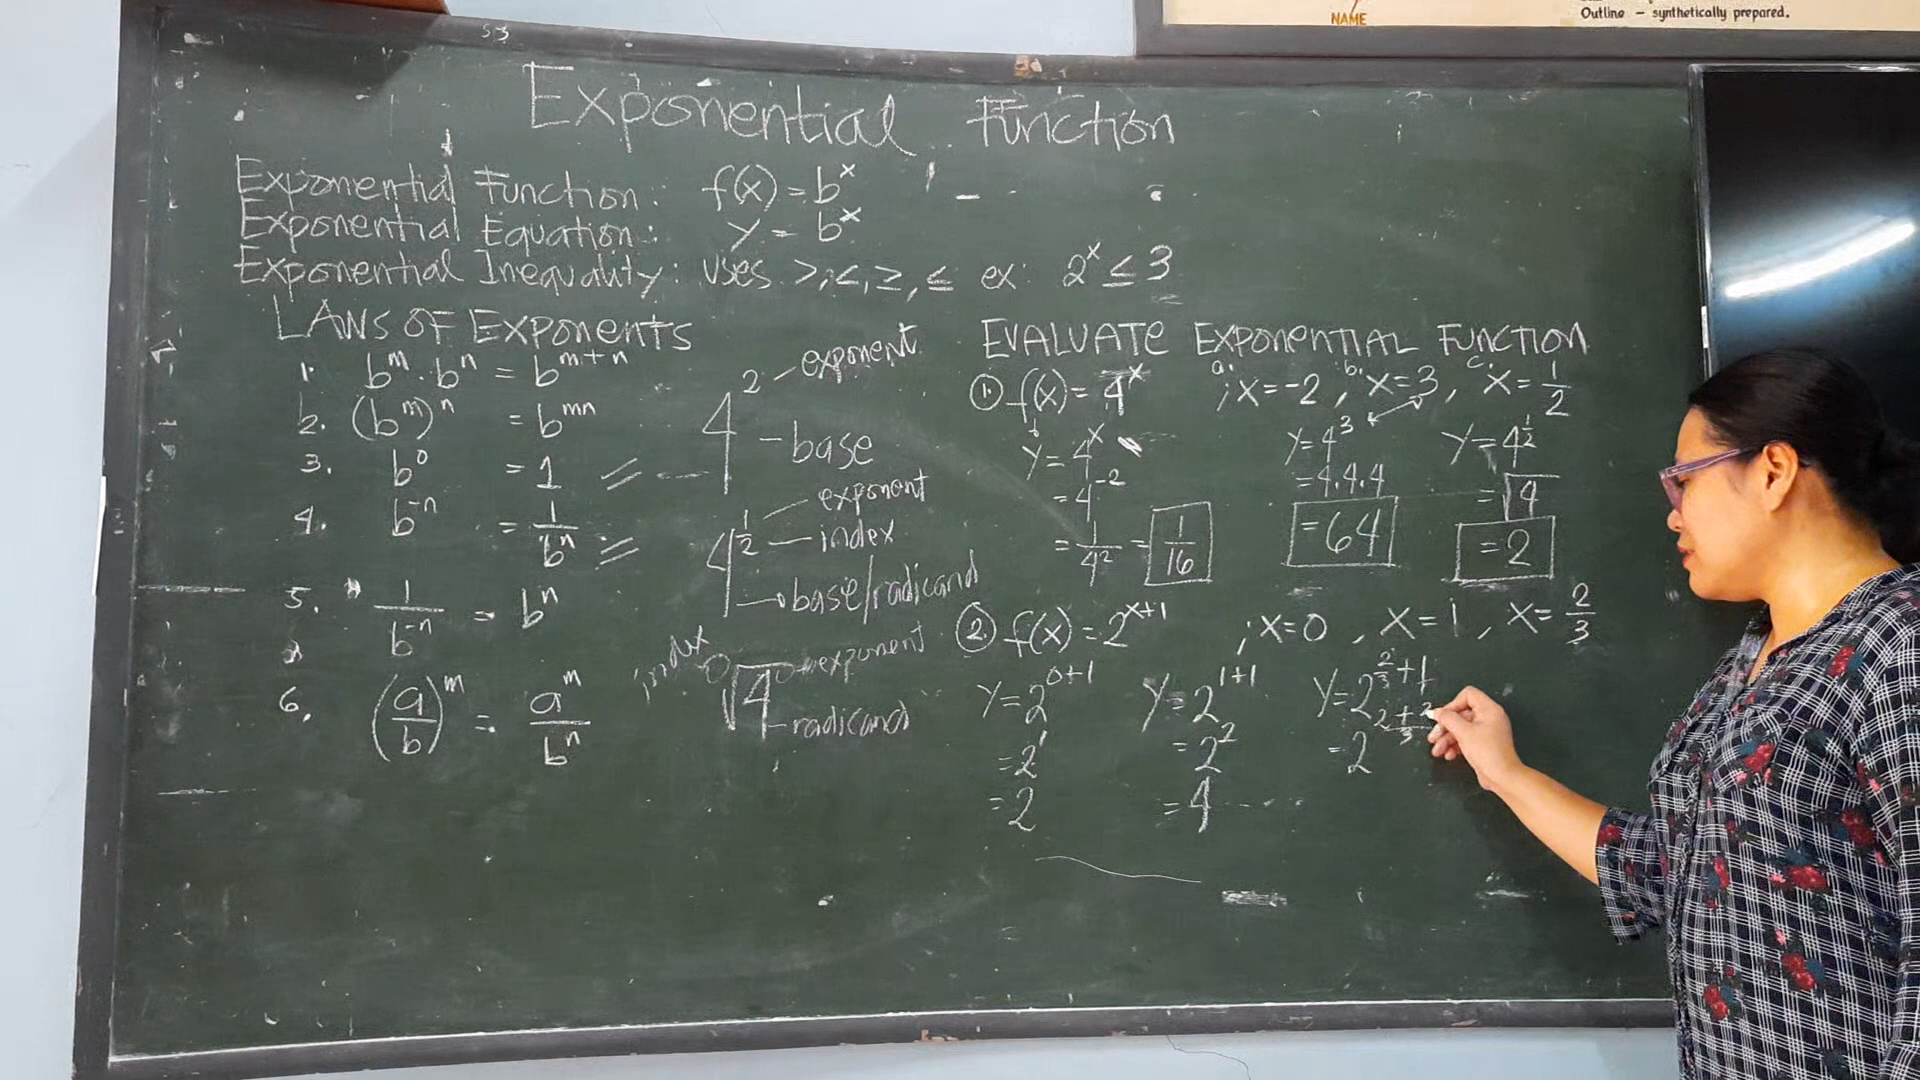 NAME
Outline – synthetically prepared.
Exponential Function
Exponential Function: f(x) = b^x
Exponential Equation: y = b^x
Exponential Inequality: uses >, <, ≥, ≤ ex: 2^x ≤ 3
LAWS OF EXPONENTS
1. b^m · b^n = b^(m+n)
2. (b^m)^n = b^(mn)
3. b^0 = 1
4. b^(-n) = 1/b^n
5. 1/b^(-n) = b^n
6. (a/b)^m = a^m/b^n
4^2 – exponent
– base
4^(1/2) – exponent
– index
base/radicand
index
√4 exponent
– radicand
EVALUATE EXPONENTIAL FUNCTION
① f(x) = 4^x ; a. x = -2, b. x = 3, c. x = 1/2
y = 4^x
= 4^(-2)
= 1/4^2 = 1/16
y = 4^3
= 4.4.4
= 64
y = 4^(1/2)
= √4
= 2
② f(x) = 2^(x+1) ; x = 0, x = 1, x = 2/3
y = 2^(0+1)
= 2^1
= 2
y = 2^(1+1)
= 2^2
= 4
y = 2^(2/3+1)